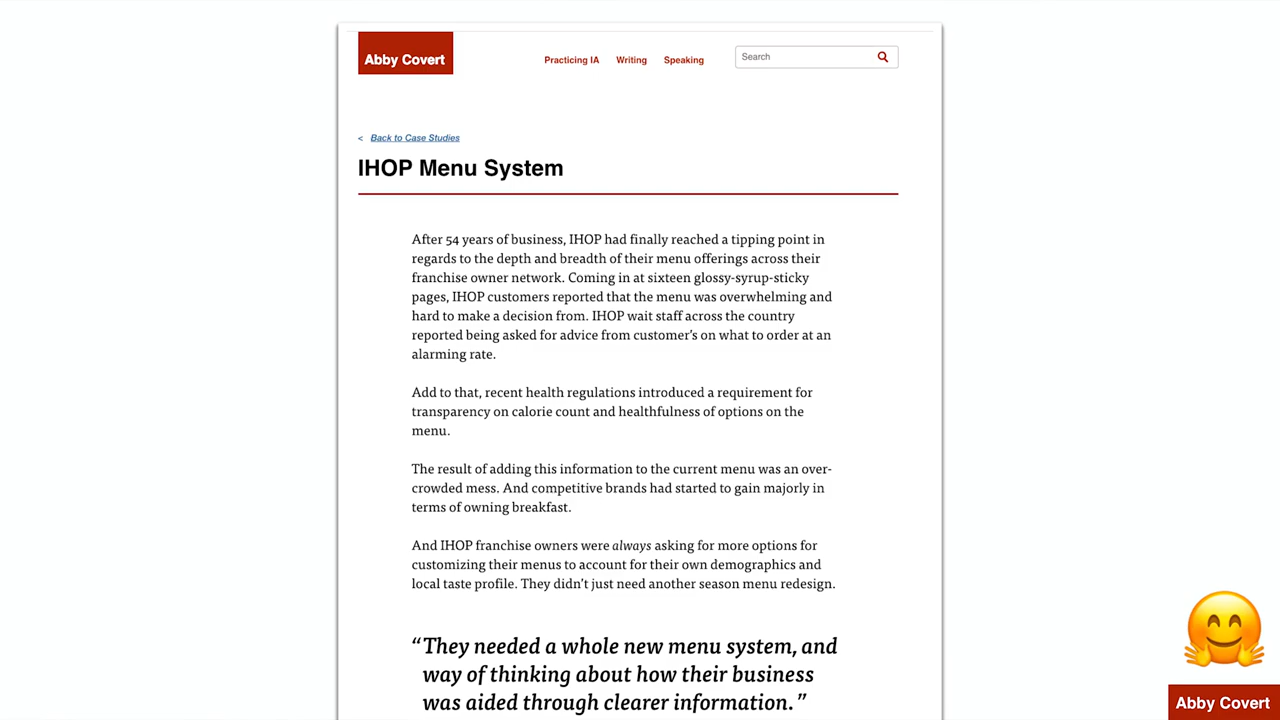 Abby Covert
Practicing IA
Writing
Speaking
Search
< Back to Case Studies
IHOP Menu System
After 54 years of business, IHOP had finally reached a tipping point in
regards to the depth and breadth of their menu offerings across their
franchise owner network. Coming in at sixteen glossy-syrup-sticky
pages, IHOP customers reported that the menu was overwhelming and
hard to make a decision from. IHOP wait staff across the country
reported being asked for advice from customer's on what to order at an
alarming rate.
Add to that, recent health regulations introduced a requirement for
transparency on calorie count and healthfulness of options on the
menu.
The result of adding this information to the current menu was an over-
crowded mess. And competitive brands had started to gain majorly in
terms of owning breakfast.
And IHOP franchise owners were always asking for more options for
customizing their menus to account for their own demographics and
local taste profile. They didn't just need another season menu redesign.
“They needed a whole new menu system, and
way of thinking about how their business
was aided through clearer information.”
Abby Covert